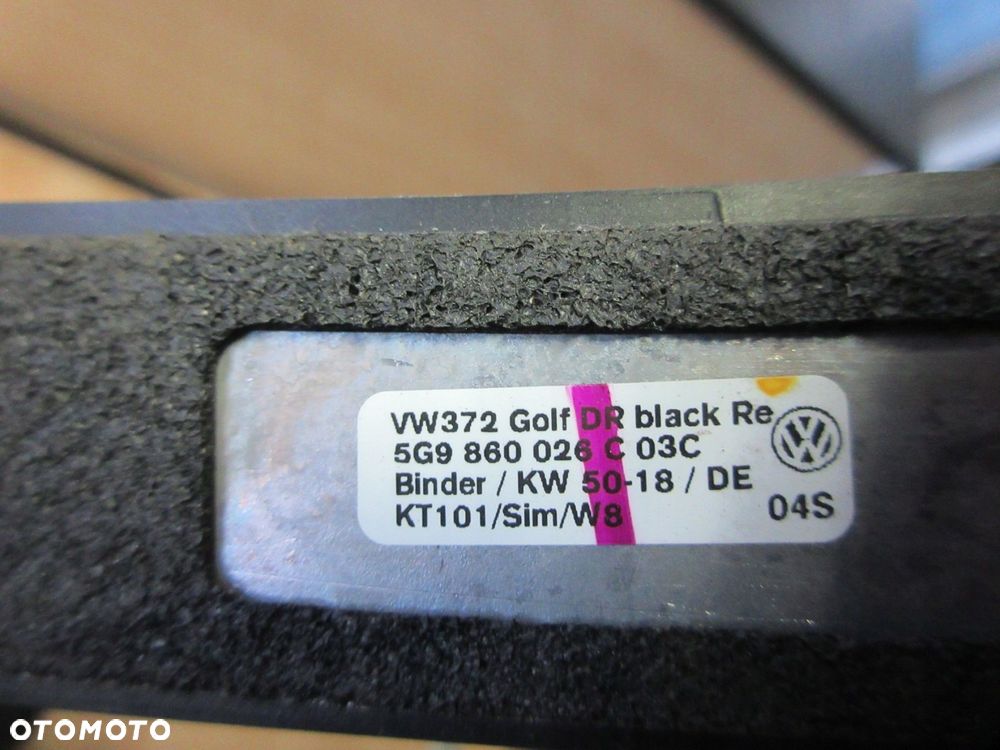 VW372 Golf DR black Re
5G9 860 026 C 03C
Binder / KW 50-18 / DE
KT101/Sim/W8
04S
OTOMOTO